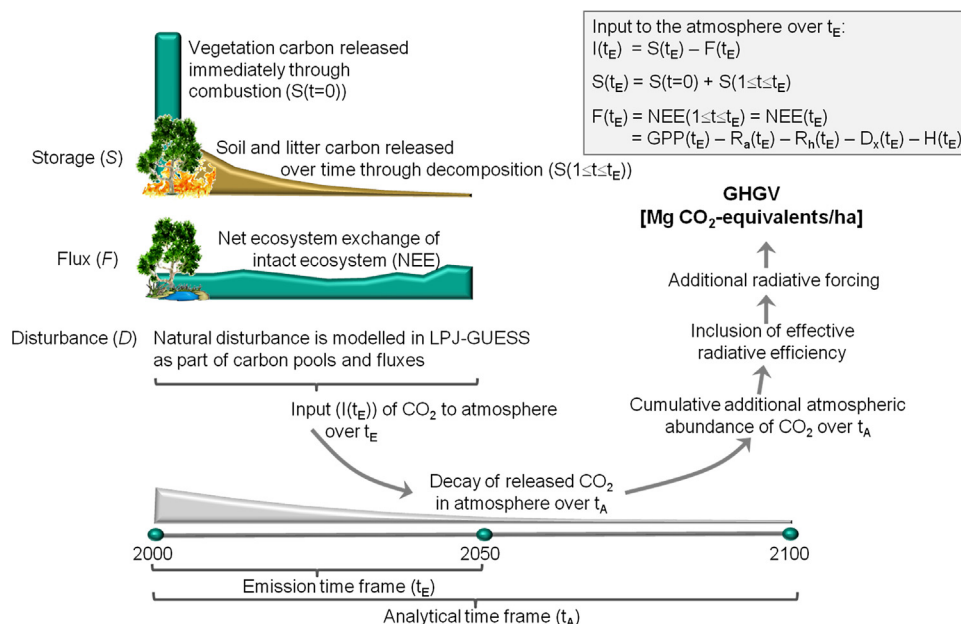 Vegetation carbon released
immediately through
combustion (S(t=0))
Storage (S)
Soil and litter carbon released
over time through decomposition (S(1≤t≤tE))
Flux (F)
Net ecosystem exchange of
intact ecosystem (NEE)
Disturbance (D)
Natural disturbance is modelled in LPJ-GUESS
as part of carbon pools and fluxes
Input (I(tE)) of CO2 to atmosphere
over tE
Decay of released CO2
in atmosphere over tA
2000
2050
2100
Emission time frame (tE)
Analytical time frame (tA)
Input to the atmosphere over tE:
I(tE) = S(tE) – F(tE)
S(tE) = S(t=0) + S(1≤t≤tE)
F(tE) = NEE(1≤t≤tE) = NEE(tE)
= GPP(tE) – Ra(tE) – Rh(tE) – Dx(tE) – H(tE)
GHGV
[Mg CO2-equivalents/ha]
Additional radiative forcing
Inclusion of effective
radiative efficiency
Cumulative additional atmospheric
abundance of CO2 over tA